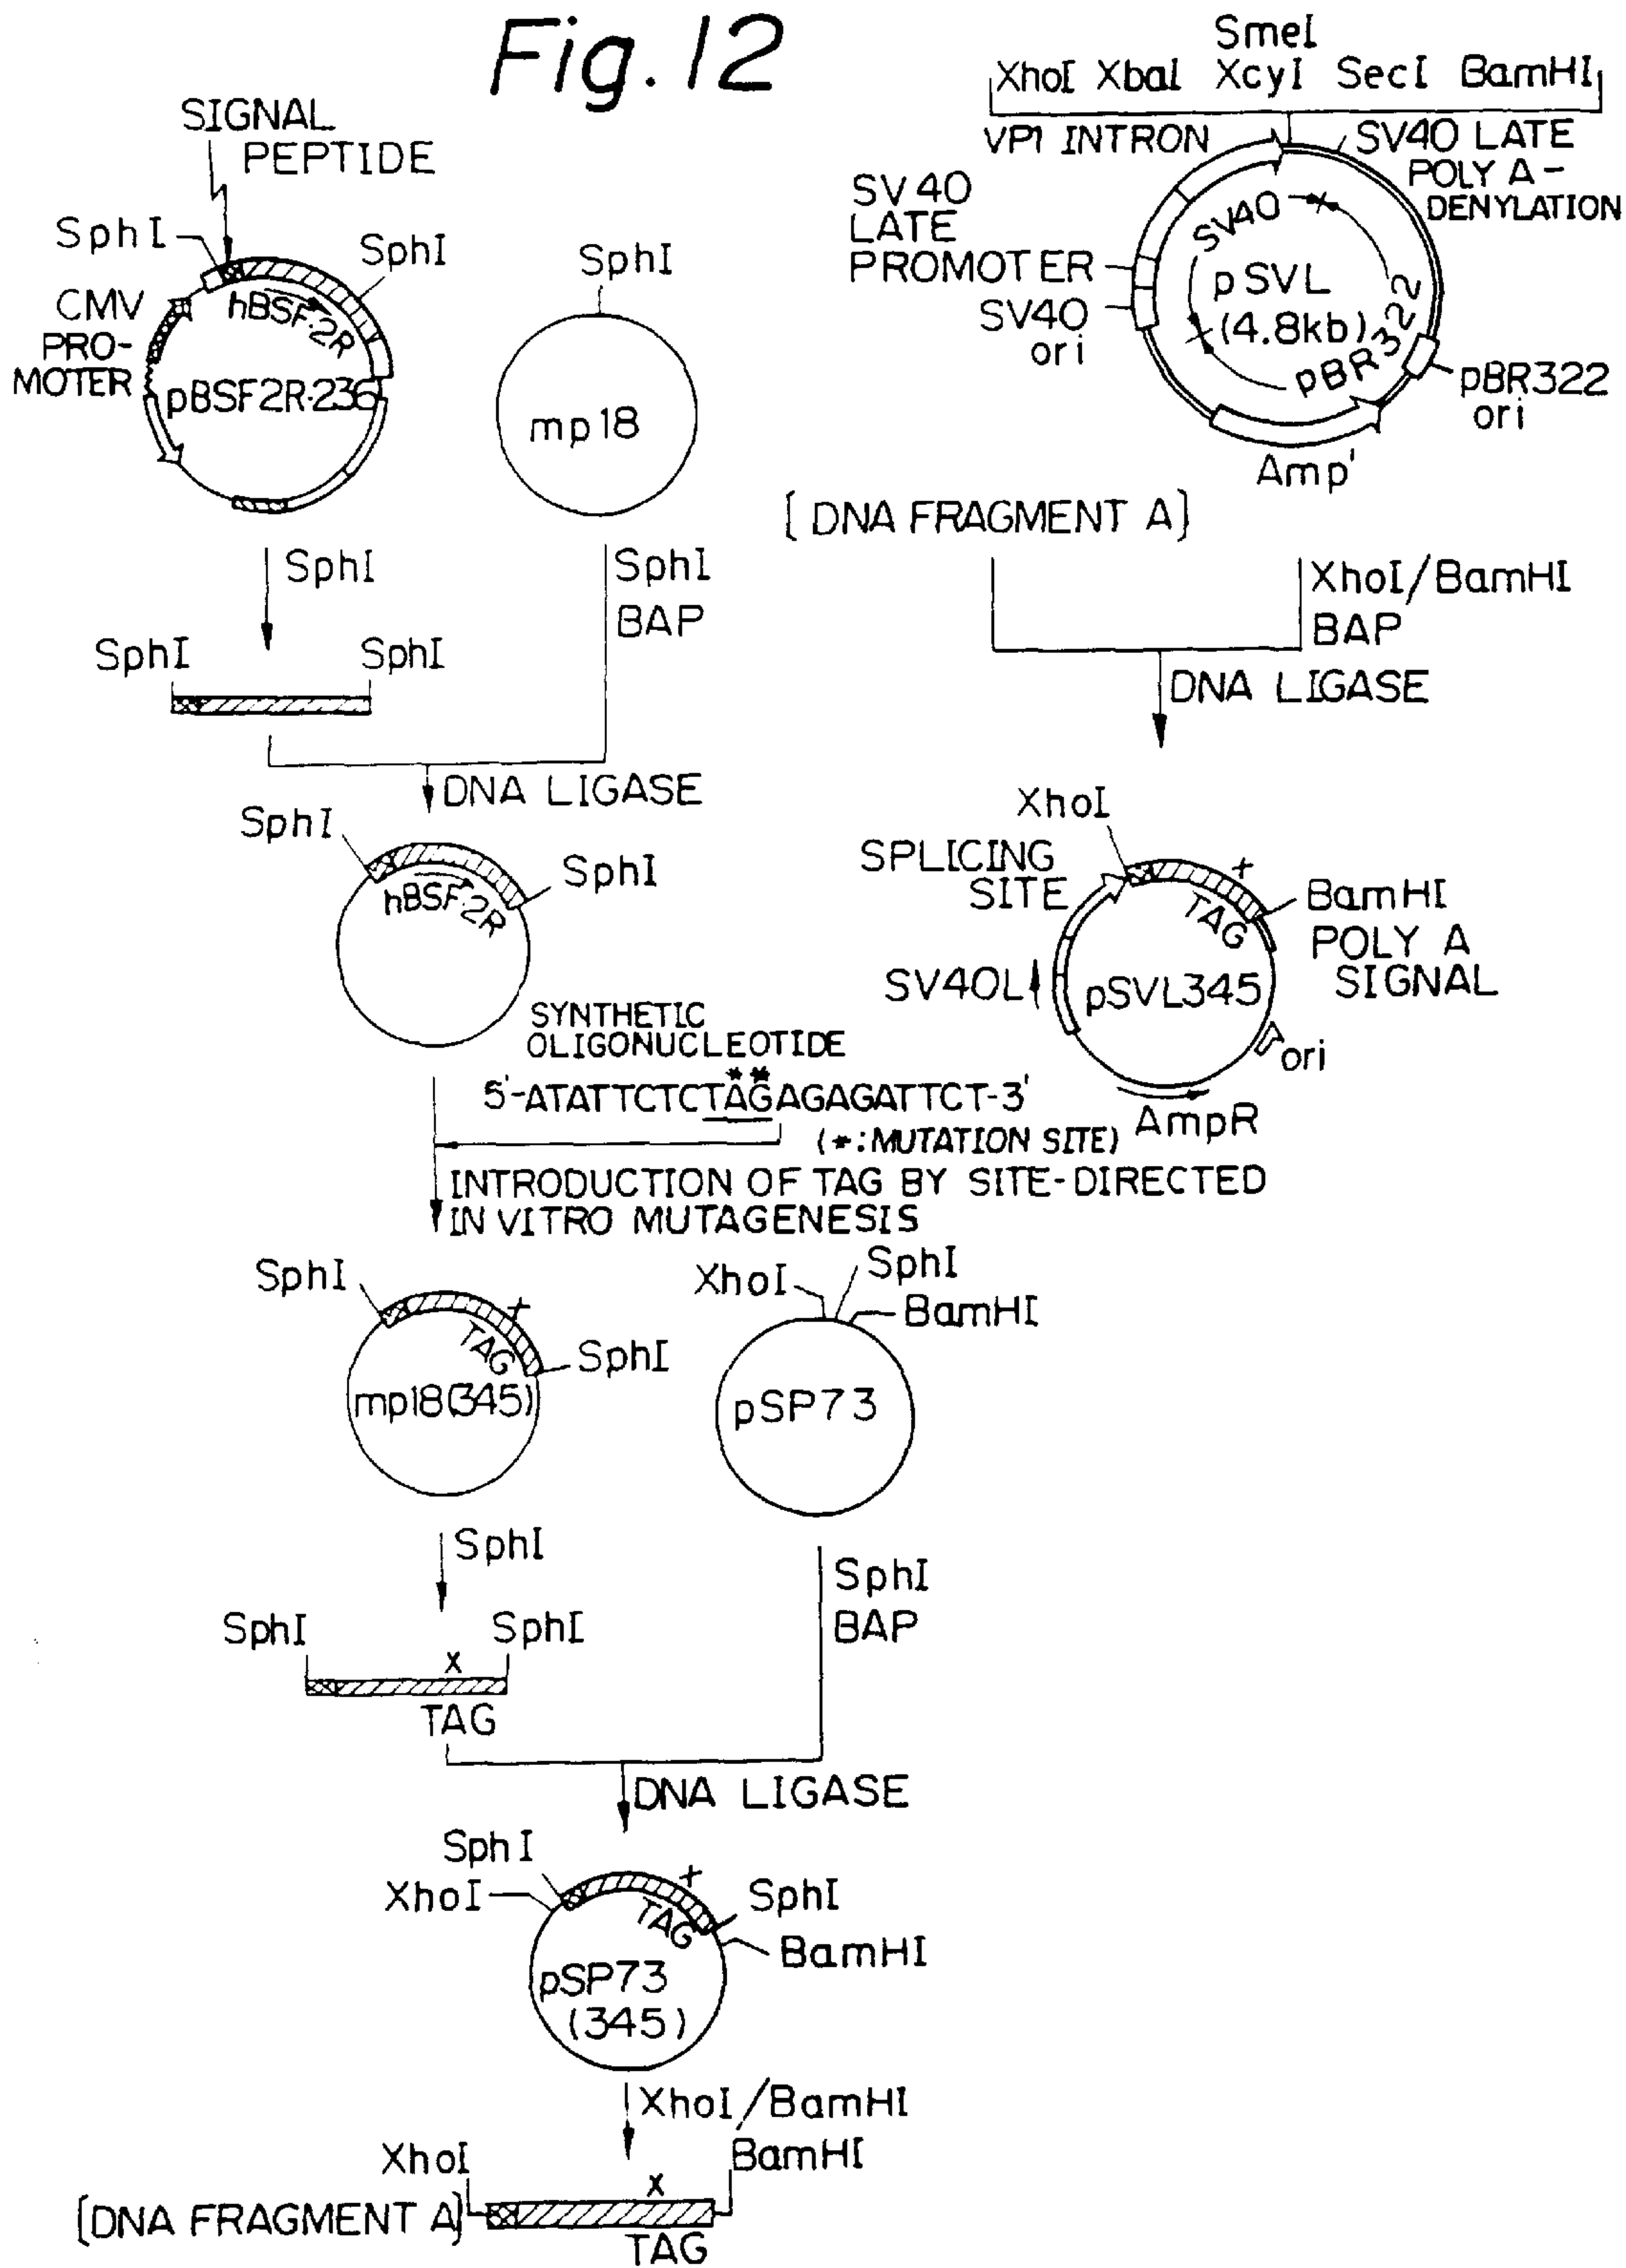 Fig. 12
SIGNAL
PEPTIDE
SphI
SphI
CMV
PRO-
MOTER
hBSF-2R
pBSF2R-236
SphI
mp18
SphI
SphI
BAP
SphI
SphI
DNA LIGASE
SphI
SphI
hBSF-2R
SYNTHETIC
OLIGONUCLEOTIDE
**
5'-ATATTCTCTAGAGAGATTCT-3'
(*:MUTATION SITE)
INTRODUCTION OF TAG BY SITE-DIRECTED
IN VITRO MUTAGENESIS
SphI
x
TAG
SphI
mp18(345)
XhoI
SphI
BamHI
pSP73
SphI
SphI
BAP
SphI
SphI
x
TAG
DNA LIGASE
SphI
XhoI
x
TAG
SphI
BamHI
pSP73
(345)
XhoI/BamHI
XhoI
BamHI
x
[DNA FRAGMENT A]
TAG
SmeI
XhoI XbaI XcyI SecI BamHI
VP1 INTRON
SV40 LATE
POLY A-
DENYLATION
SV40
LATE
PROMOTER
SV40
ori
SV40
pSVL
(4.8kb)
pBR322
pBR322
ori
Amp'
[DNA FRAGMENT A]
XhoI/BamHI
BAP
DNA LIGASE
XhoI
SPLICING
SITE
x
TAG
BamHI
POLY A
SIGNAL
SV40L
pSVL345
ori
AmpR